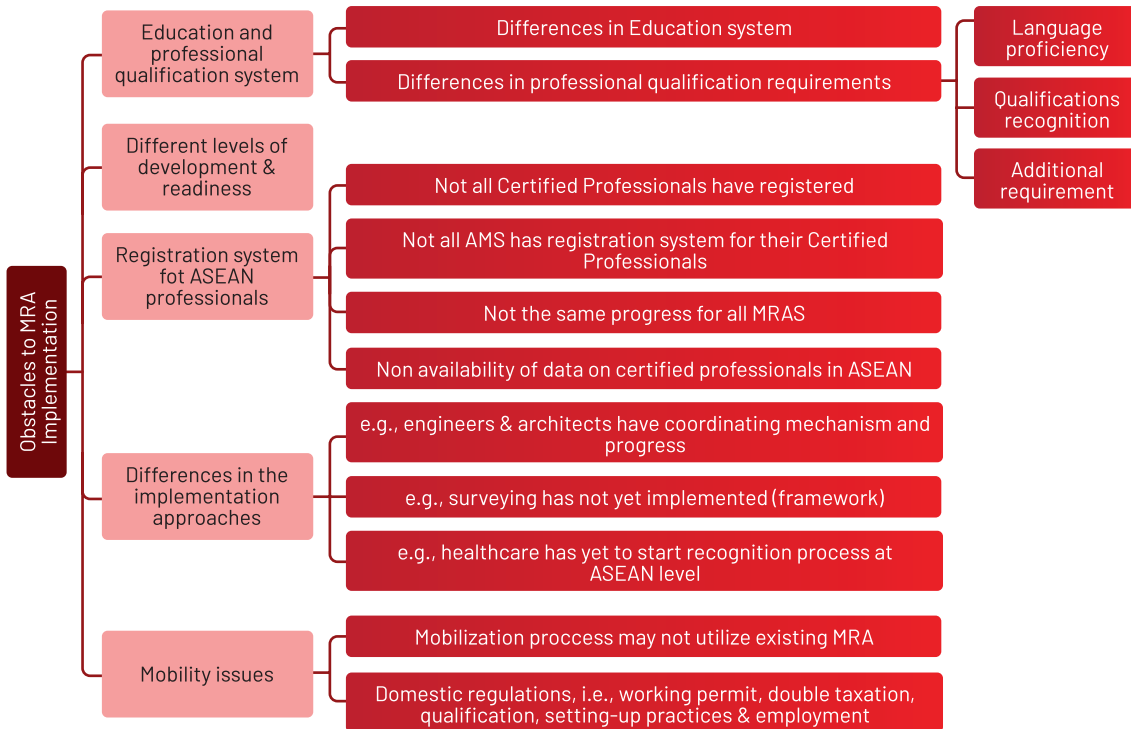 Obstacles to MRA
Implementation
Education and
professional
qualification system
Differences in Education system
Differences in professional qualification requirements
Language
proficiency
Qualifications
recognition
Additional
requirement
Different levels of
development &
readiness
Registration system
fot ASEAN
professionals
Not all Certified Professionals have registered
Not all AMS has registration system for their Certified
Professionals
Not the same progress for all MRAS
Non availability of data on certified professionals in ASEAN
Differences in the
implementation
approaches
e.g., engineers & architects have coordinating mechanism and
progress
e.g., surveying has not yet implemented (framework)
e.g., healthcare has yet to start recognition process at
ASEAN level
Mobility issues
Mobilization proccess may not utilize existing MRA
Domestic regulations, i.e., working permit, double taxation,
qualification, setting-up practices & employment